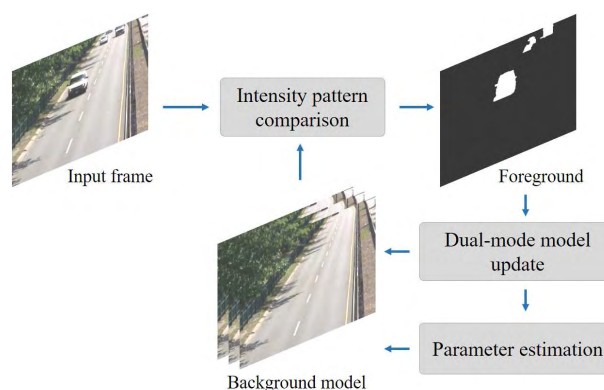 Intensity pattern
comparison
Input frame
Foreground
Dual-mode model
update
Parameter estimation
Background model